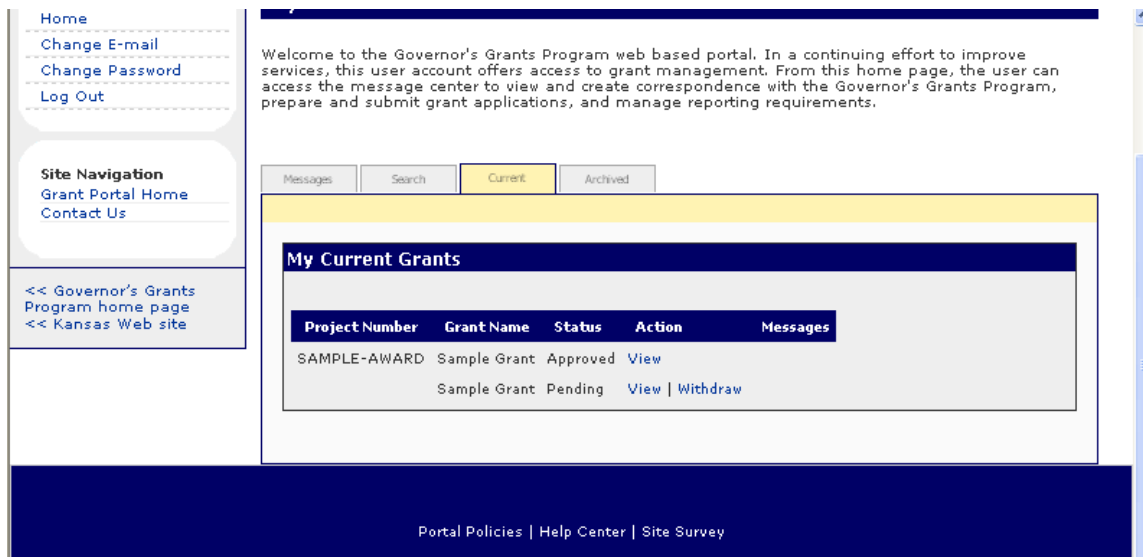 Home
Change E-mail
Change Password
Log Out
Site Navigation
Grant Portal Home
Contact Us
<< Governor's Grants
Program home page
<< Kansas Web site
Welcome to the Governor's Grants Program web based portal. In a continuing effort to improve
services, this user account offers access to grant management. From this home page, the user can
access the message center to view and create correspondence with the Governor's Grants Program,
prepare and submit grant applications, and manage reporting requirements.
Messages Search Current Archived
My Current Grants
Project Number Grant Name Status Action Messages
SAMPLE-AWARD Sample Grant Approved View
Sample Grant Pending View | Withdraw
Portal Policies | Help Center | Site Survey